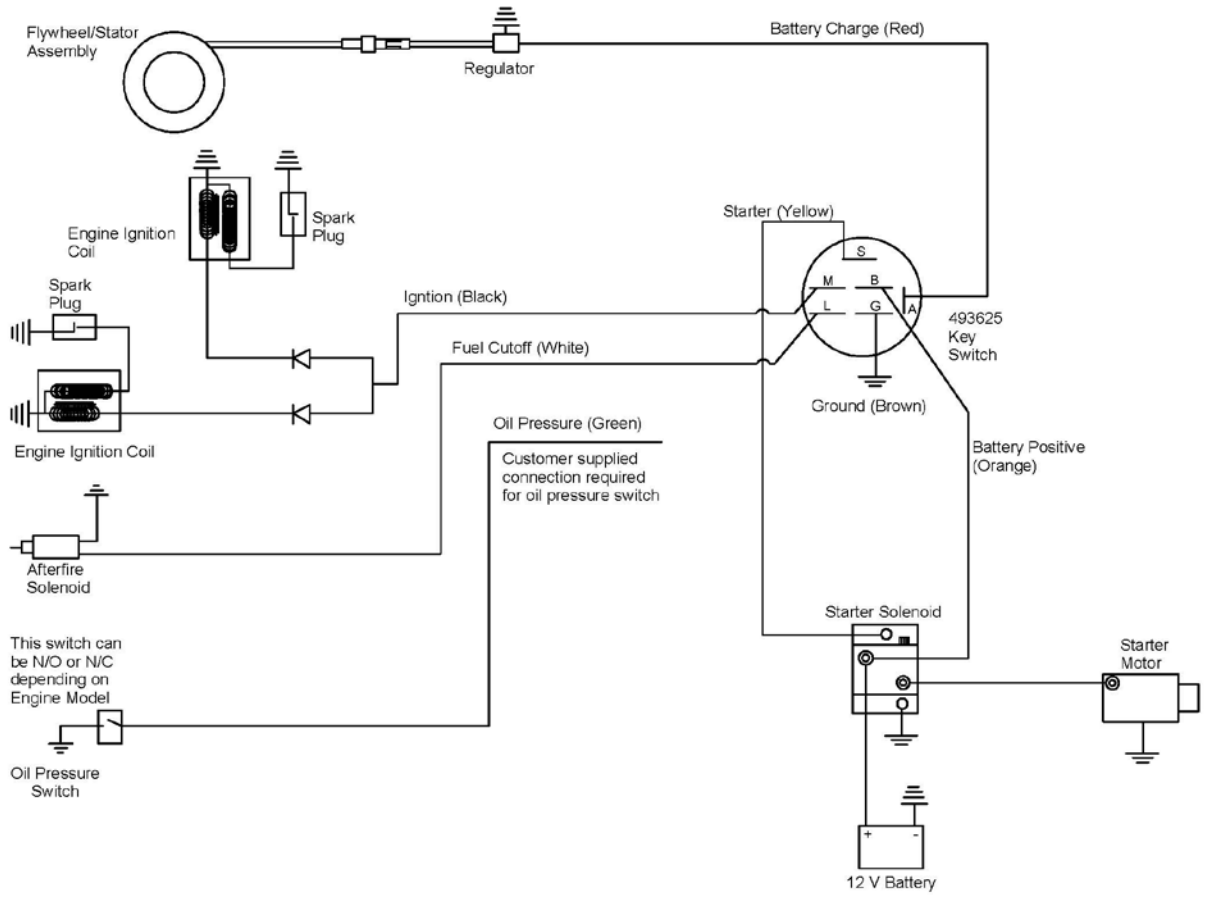 Flywheel/Stator
Assembly
Battery Charge (Red)
Regulator
Starter (Yellow)
Spark
Plug
Engine Ignition
Coil
S
M
B
L
G
A
Spark
Plug
Igntion (Black)
493625
Key
Switch
Fuel Cutoff (White)
Ground (Brown)
Oil Pressure (Green)
Engine Ignition Coil
Customer supplied
connection required
for oil pressure switch
Battery Positive
(Orange)
Afterfire
Solenoid
Starter Solenoid
This switch can
be N/O or N/C
depending on
Engine Model
Starter
Motor
Oil Pressure
Switch
+
-
12 V Battery